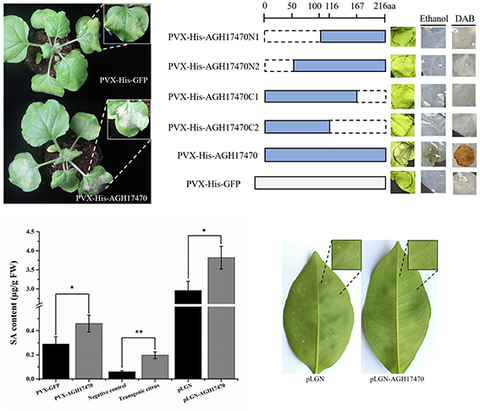 PVX-His-GFP
PVX-His-AGH17470
0 50 100 116 167 216aa
Ethanol DAB
PVX-His-AGH17470N1
PVX-His-AGH17470N2
PVX-His-AGH17470C1
PVX-His-AGH17470C2
PVX-His-AGH17470
PVX-His-GFP
SA content (μg/g FW)
4.5
4.0
3.5
3.0
2.5
0.4
0.2
0.0
*
**
*
PVX-GFP
PVX-AGH17470
Negative control
Transgenic citrus
pLGN
pLGN-AGH17470
pLGN
pLGN-AGH17470